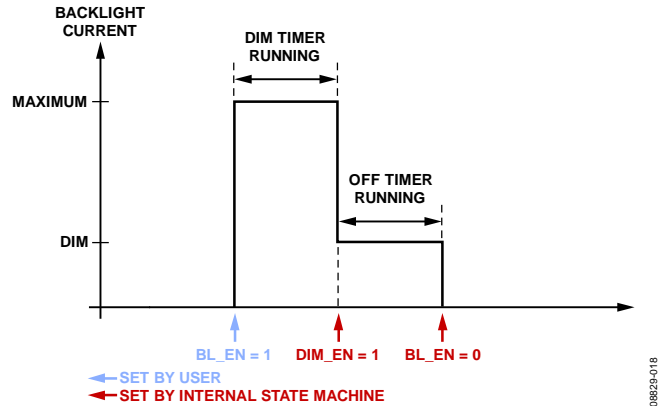 BACKLIGHT
CURRENT
DIM TIMER
RUNNING
MAXIMUM
OFF TIMER
RUNNING
DIM
BL_EN = 1 DIM_EN = 1 BL_EN = 0
SET BY USER
SET BY INTERNAL STATE MACHINE
08829-018